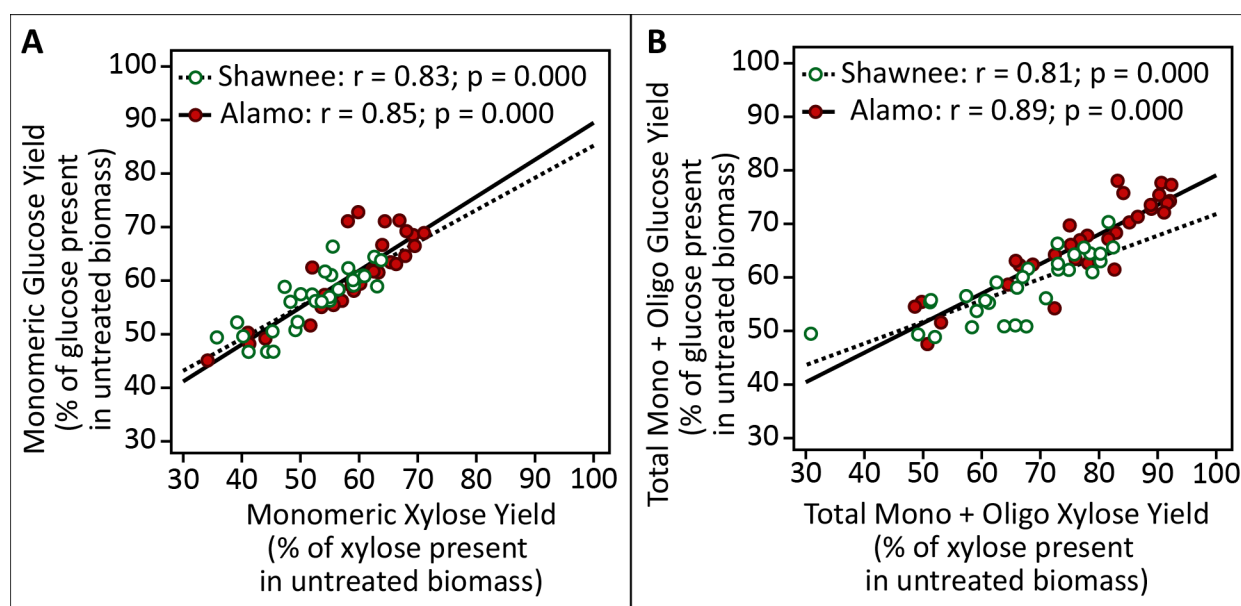 A
Monomeric Glucose Yield
(% of glucose present
in untreated biomass)
100
90
80
70
60
50
40
30
Shawnee: r = 0.83; p = 0.000
Alamo: r = 0.85; p = 0.000
30 40 50 60 70 80 90 100
Monomeric Xylose Yield
(% of xylose present
in untreated biomass)
B
Total Mono + Oligo Glucose Yield
(% of glucose present
in untreated biomass)
100
90
80
70
60
50
40
30
Shawnee: r = 0.81; p = 0.000
Alamo: r = 0.89; p = 0.000
30 40 50 60 70 80 90 100
Total Mono + Oligo Xylose Yield
(% of xylose present
in untreated biomass)